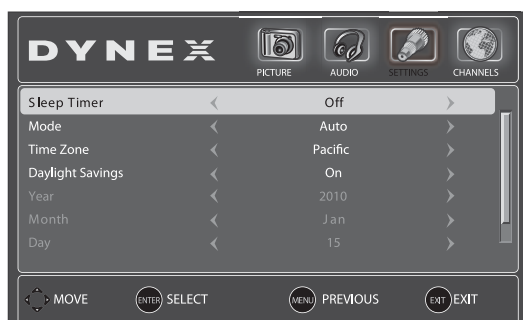 DYNEX
PICTURE AUDIO SETTINGS CHANNELS
Sleep Timer Off
Mode Auto
Time Zone Pacific
Daylight Savings On
Year 2010
Month Jan
Day 15
MOVE ENTER SELECT MENU PREVIOUS EXIT EXIT